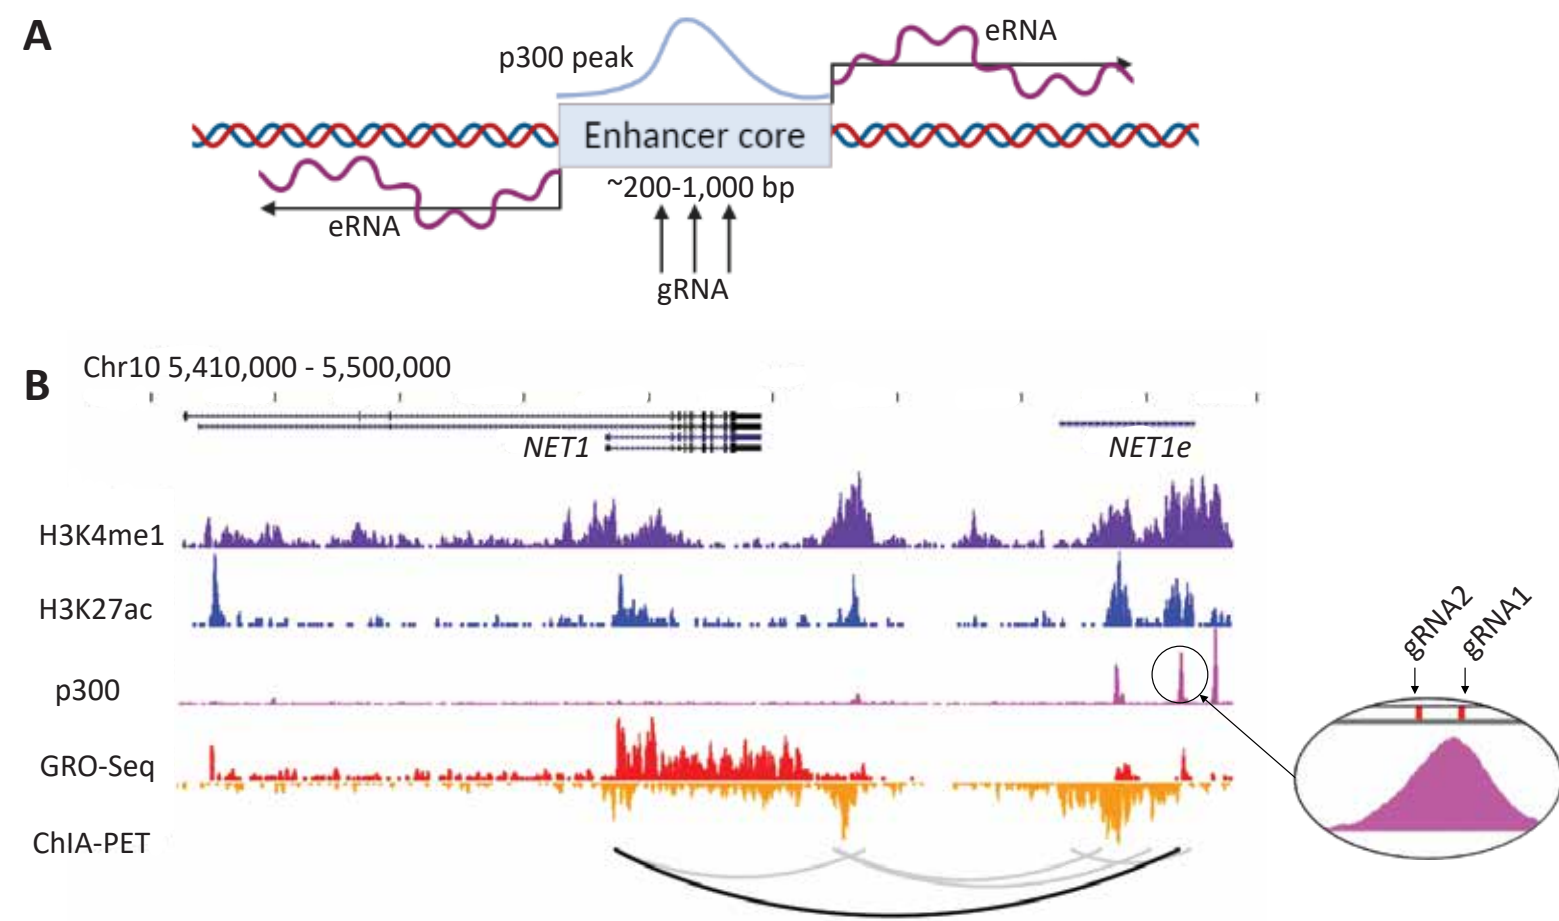 A
p300 peak
eRNA
Enhancer core
~200-1,000 bp
eRNA
gRNA
B
Chr10 5,410,000 - 5,500,000
NET1
NET1e
H3K4me1
H3K27ac
p300
GRO-Seq
ChIA-PET
gRNA2
gRNA1